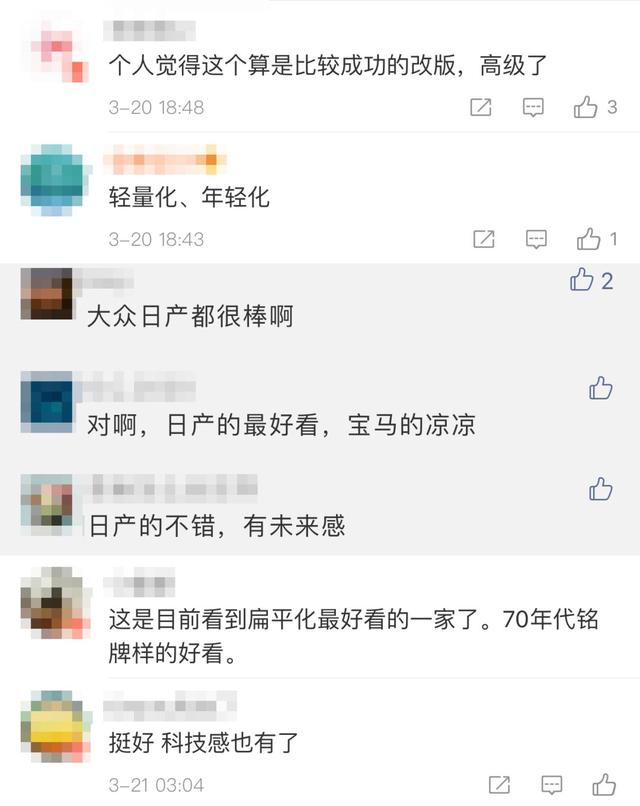 个人觉得这个算是比较成功的改版，高级了
3-20 18:48
3
轻量化、年轻化
3-20 18:43
1
2
大众日产都很棒啊
对啊，日产的最好看，宝马的凉凉
日产的不错，有未来感
这是目前看到扁平化最好看的一家了。70年代铭
牌样的好看。
挺好 科技感也有了
3-21 03:04